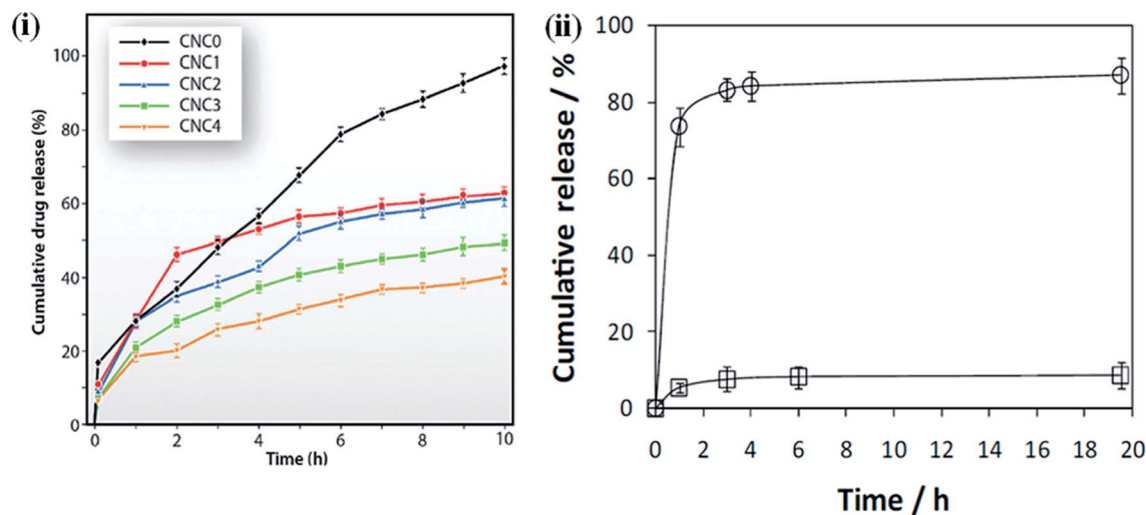 (i)
CNC0
CNC1
CNC2
CNC3
CNC4
100
80
60
40
20
0
Cumulative drug release (%)
0 2 4 6 8 10
Time (h)
(ii)
100
80
60
40
20
0
Cumulative release / %
0 2 4 6 8 10 12 14 16 18 20
Time / h